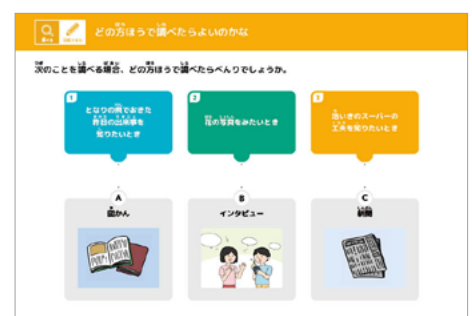 どの方ほうで調べたらよいのかな
次のことを調べる場合、どの方ほうで調べたらべんりでしょうか。
1
となりの県でおきた
昨日の出来事を
知りたいとき
2
花の写真をみたいとき
3
地いきのスーパーの
工夫を知りたいとき
A
図かん
B
インタビュー
C
新聞